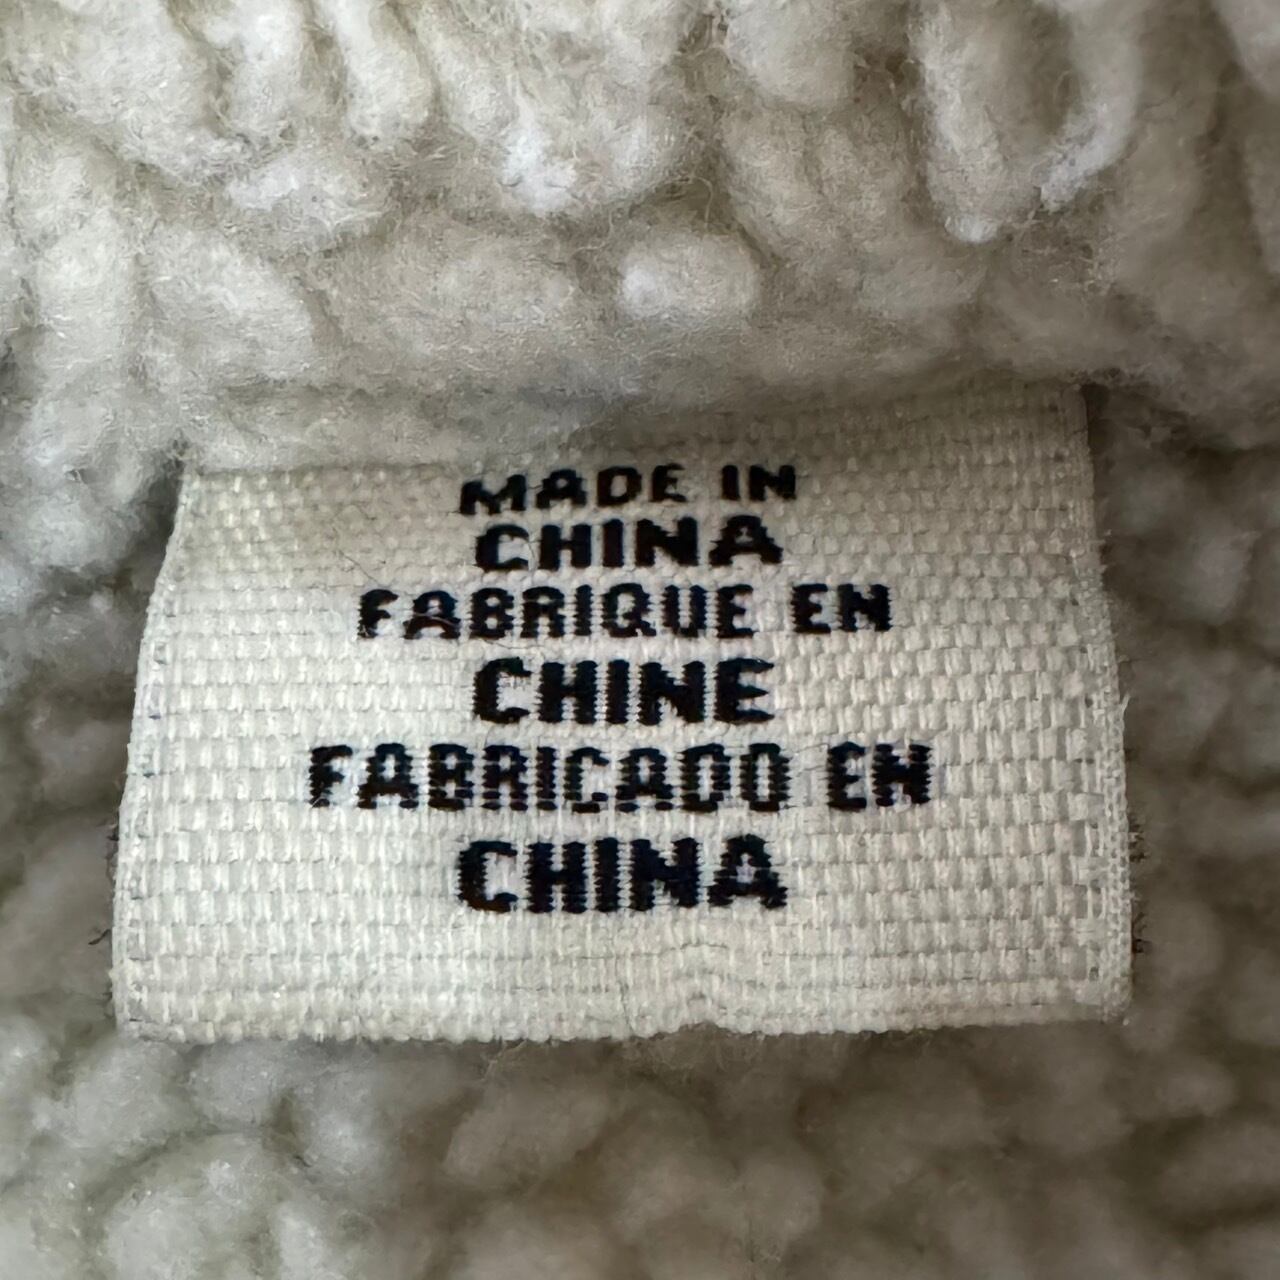 MADE IN
CHINA
FABRIQUE EN
CHINE
FABRICADO EN
CHINA